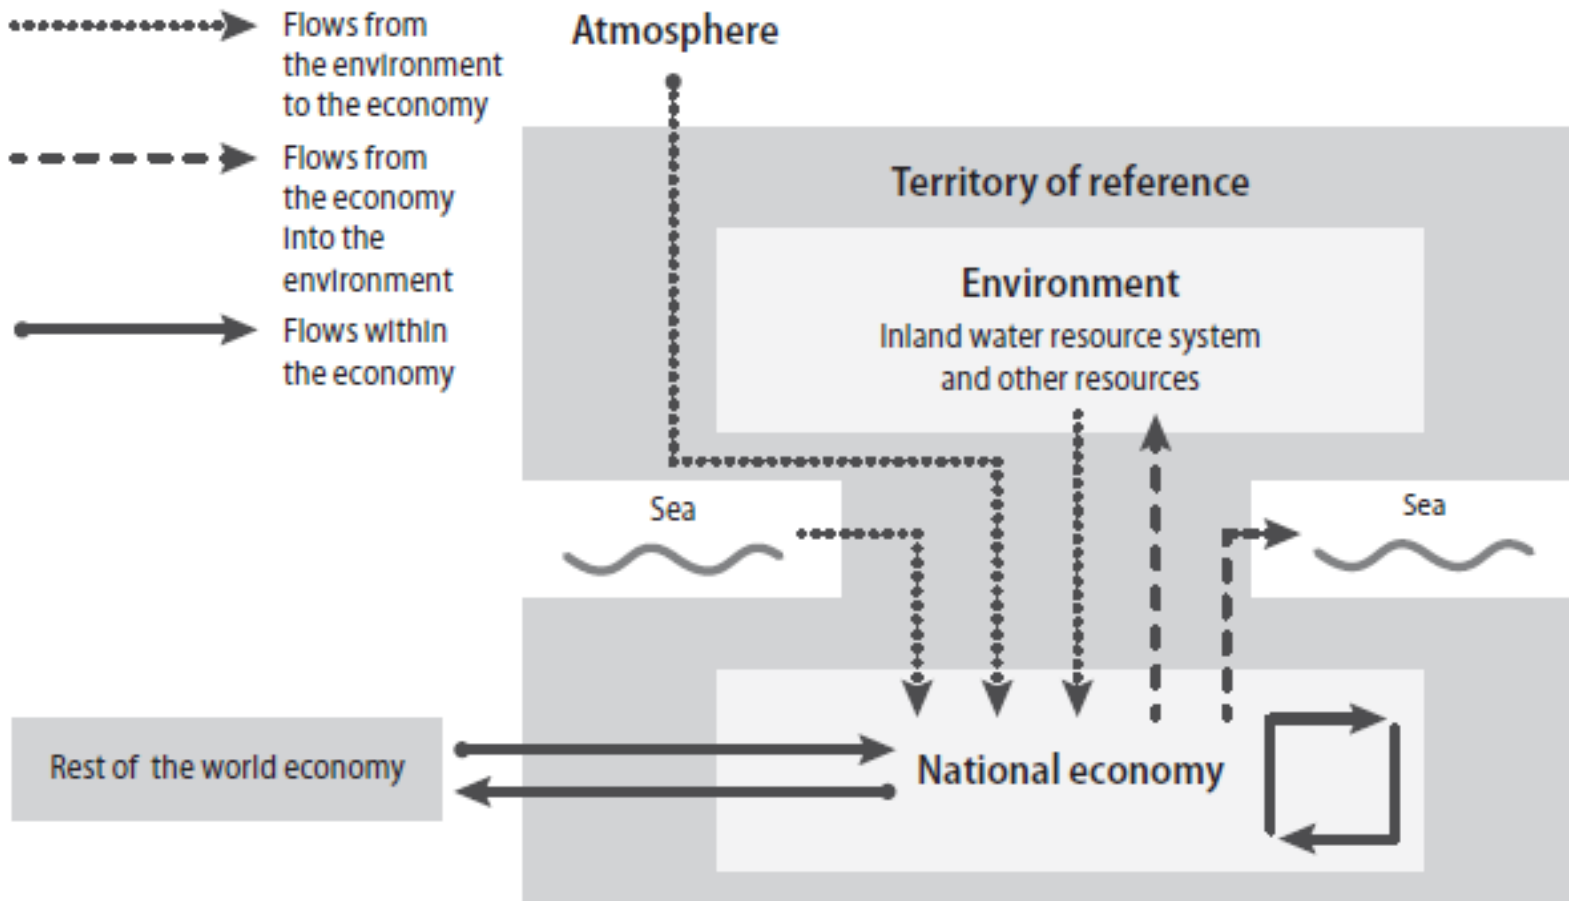 Flows from
the environment
to the economy
Flows from
the economy
Into the
environment
Flows within
the economy
Atmosphere
Territory of reference
Environment
Inland water resource system
and other resources
Sea
Sea
Rest of the world economy
National economy